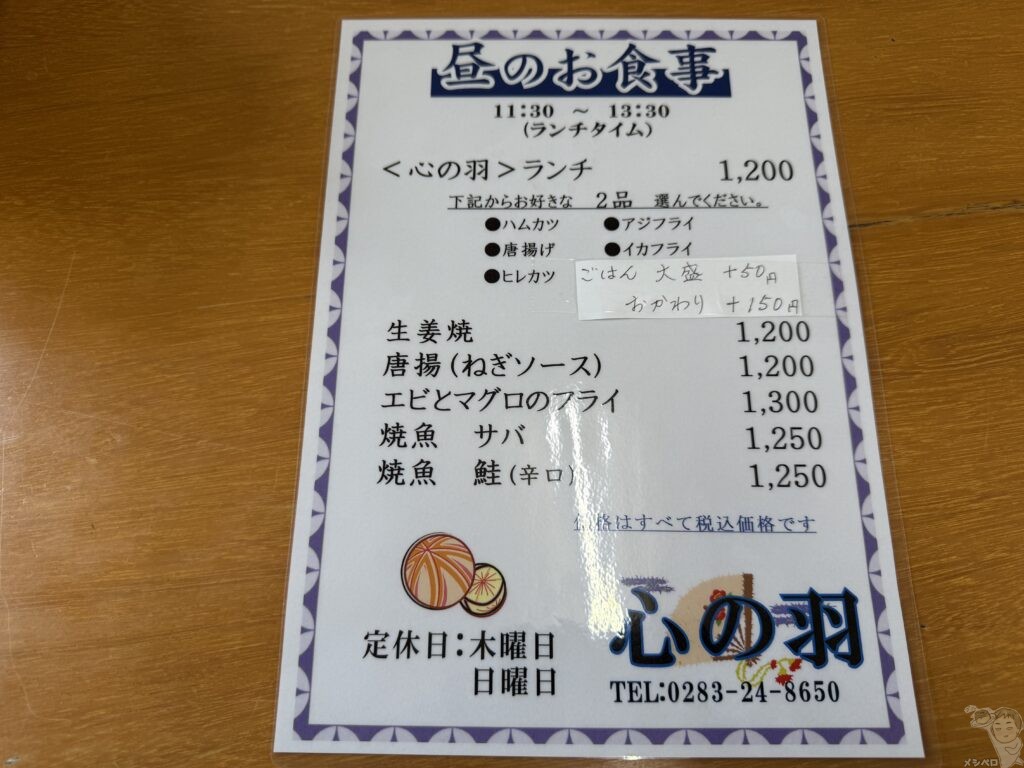 昼のお食事
11:30 ～ 13:30
(ランチタイム)
＜心の羽＞ランチ 1,200
下記からお好きな 2品 選んでください。
●ハムカツ ●アジフライ
●唐揚げ ●イカフライ
●ヒレカツ
ごはん 大盛 +50円
おかわり +150円
生姜焼 1,200
唐揚(ねぎソース) 1,200
エビとマグロのフライ 1,300
焼魚 サバ 1,250
焼魚 鮭(辛口) 1,250
価格はすべて税込価格です
定休日:木曜日
日曜日
心の羽
TEL:0283-24-8650
メシペロ